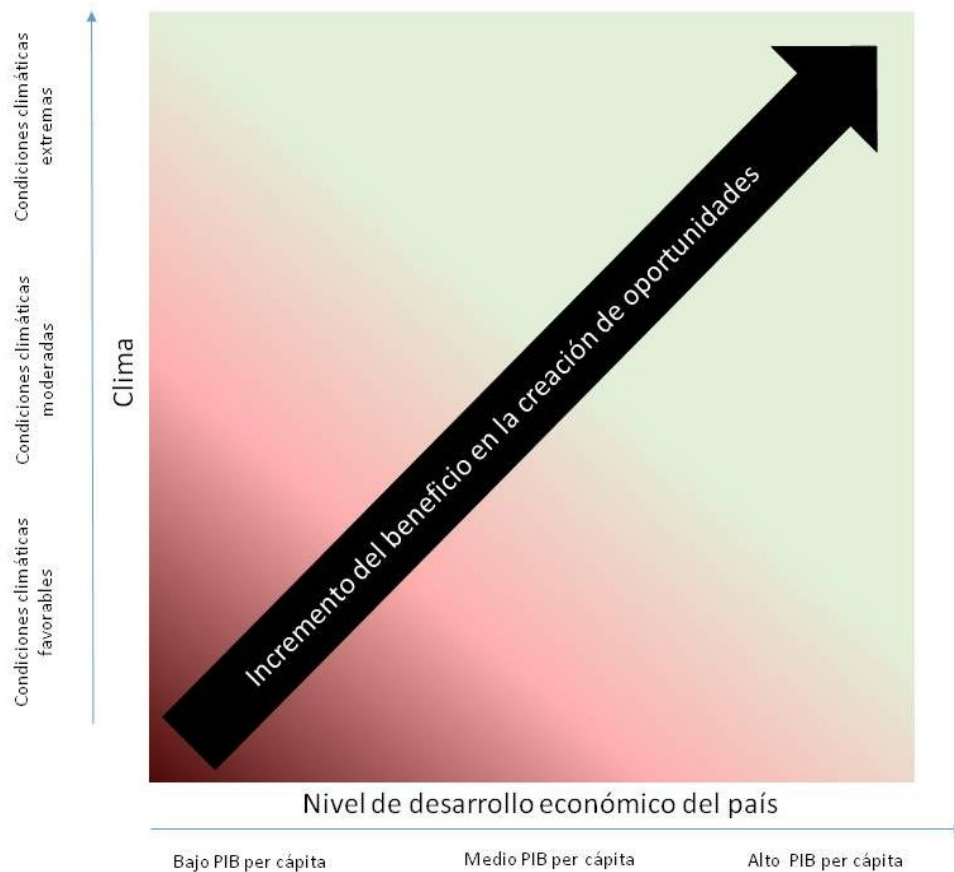 Condiciones climáticas
extremas
Condiciones climáticas
moderadas
Condiciones climáticas
favorables
Clima
Incremento del beneficio en la creación de oportunidades
Nivel de desarrollo económico del país
Bajo PIB per cápita
Medio PIB per cápita
Alto PIB per cápita